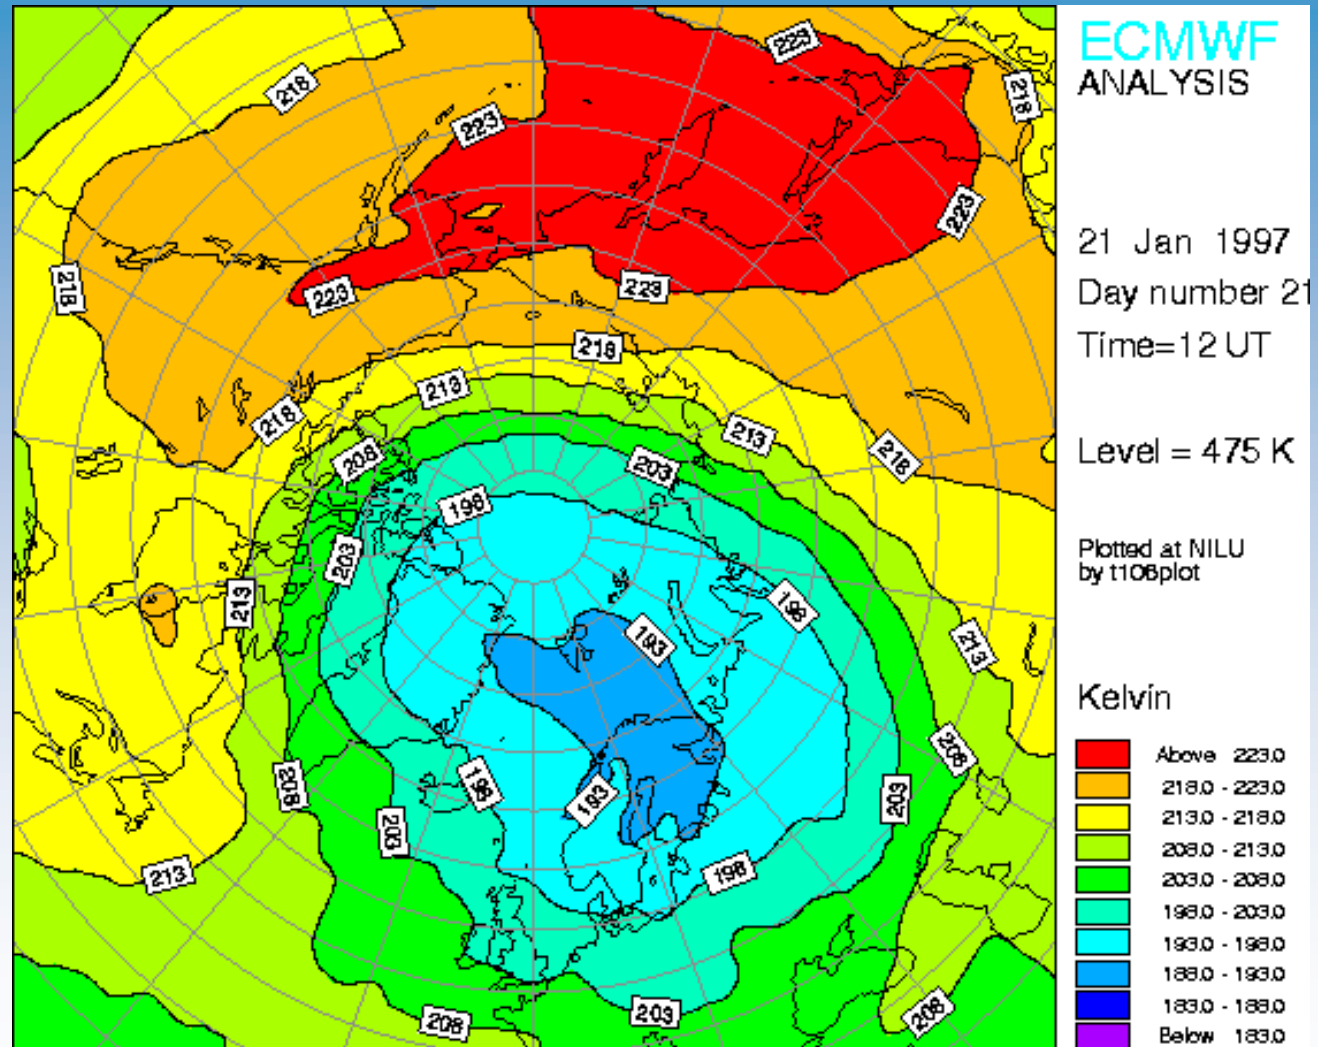 ECMWF
ANALYSIS
21 Jan 1997
Day number 21
Time=12 UT
Level = 475 K
Plotted at NILU
by t106plot
Kelvin
Above 223.0
218.0 - 223.0
213.0 - 218.0
208.0 - 213.0
203.0 - 208.0
198.0 - 203.0
193.0 - 198.0
188.0 - 193.0
183.0 - 188.0
Below 183.0
223
218
218
223
223
218
223
223
218
213
218
213
218
208
203
198
203
213
198
193
213
208
208
203
198
193
203
198
213
203
208
208